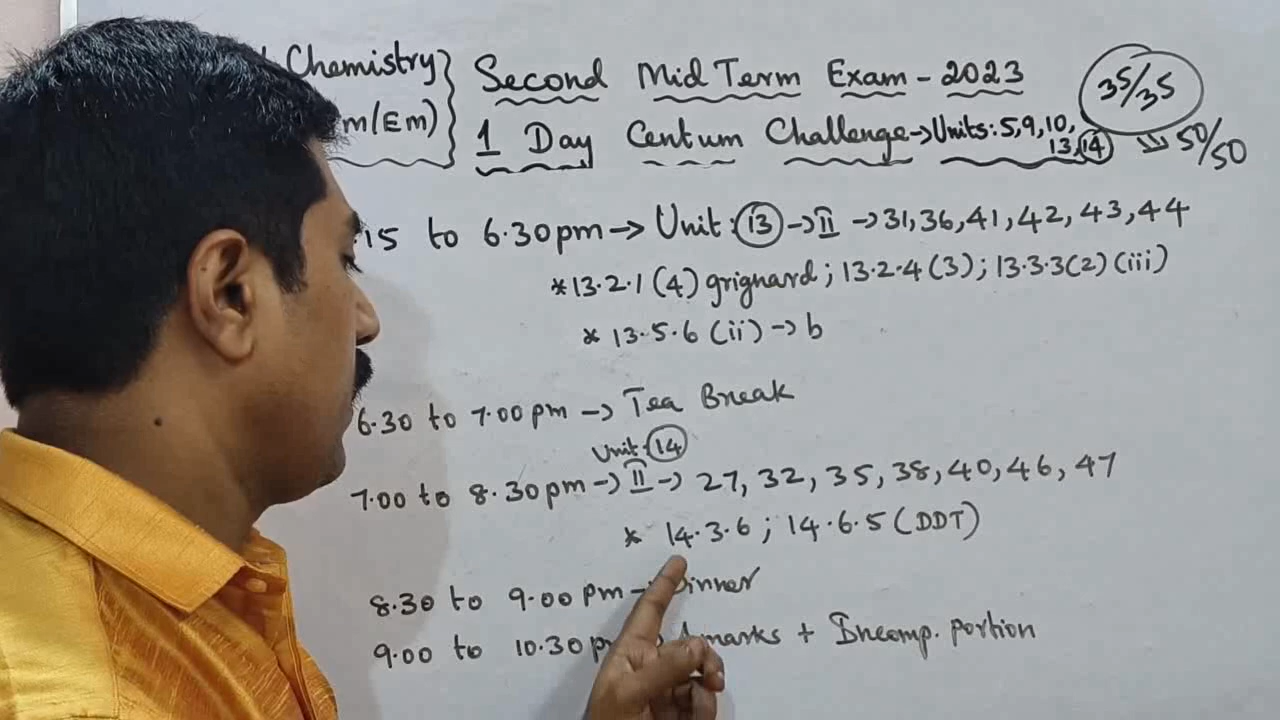 Chemistry} Second Mid Term Exam - 2023 35/35
m/Em) 1 Day Centum Challenge → Units: 5, 9, 10, 13, 14 ⇒ 50/50
.15 to 6.30pm → Unit: 13 → II → 31, 36, 41, 42, 43, 44
* 13.2.1 (4) grignard ; 13.2.4 (3) ; 13.3.3 (2) (iii)
* 13.5.6 (ii) → b
6.30 to 7.00 pm → Tea Break
Unit: 14
7.00 to 8.30pm → II → 27, 32, 35, 38, 40, 46, 47
* 14.3.6 ; 14.6.5 (DDT)
8.30 to 9.00 pm → Dinner
9.00 to 10.30 pm marks + Incomp. portion